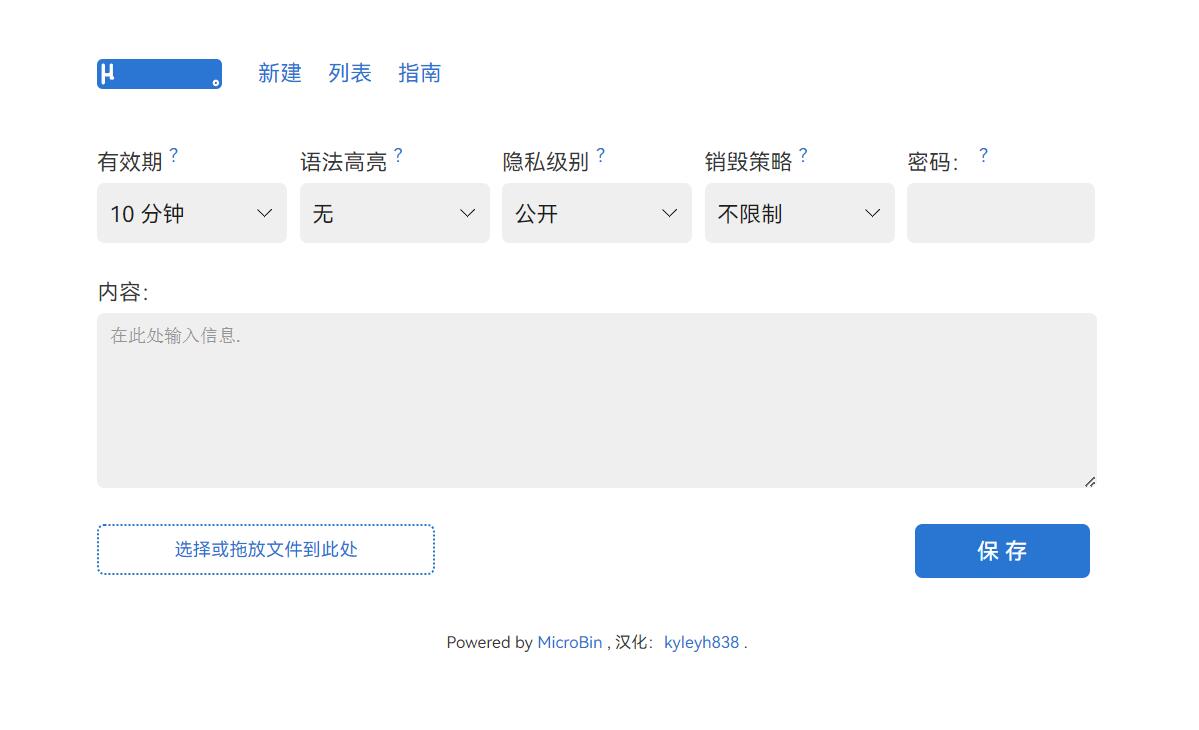 μ 新建 列表 指南
有效期 ? 语法高亮 ? 隐私级别 ? 销毁策略 ? 密码： ?
10 分钟 无 公开 不限制
内容：
在此处输入信息.
选择或拖放文件到此处 保 存
Powered by MicroBin , 汉化： kyleyh838 .